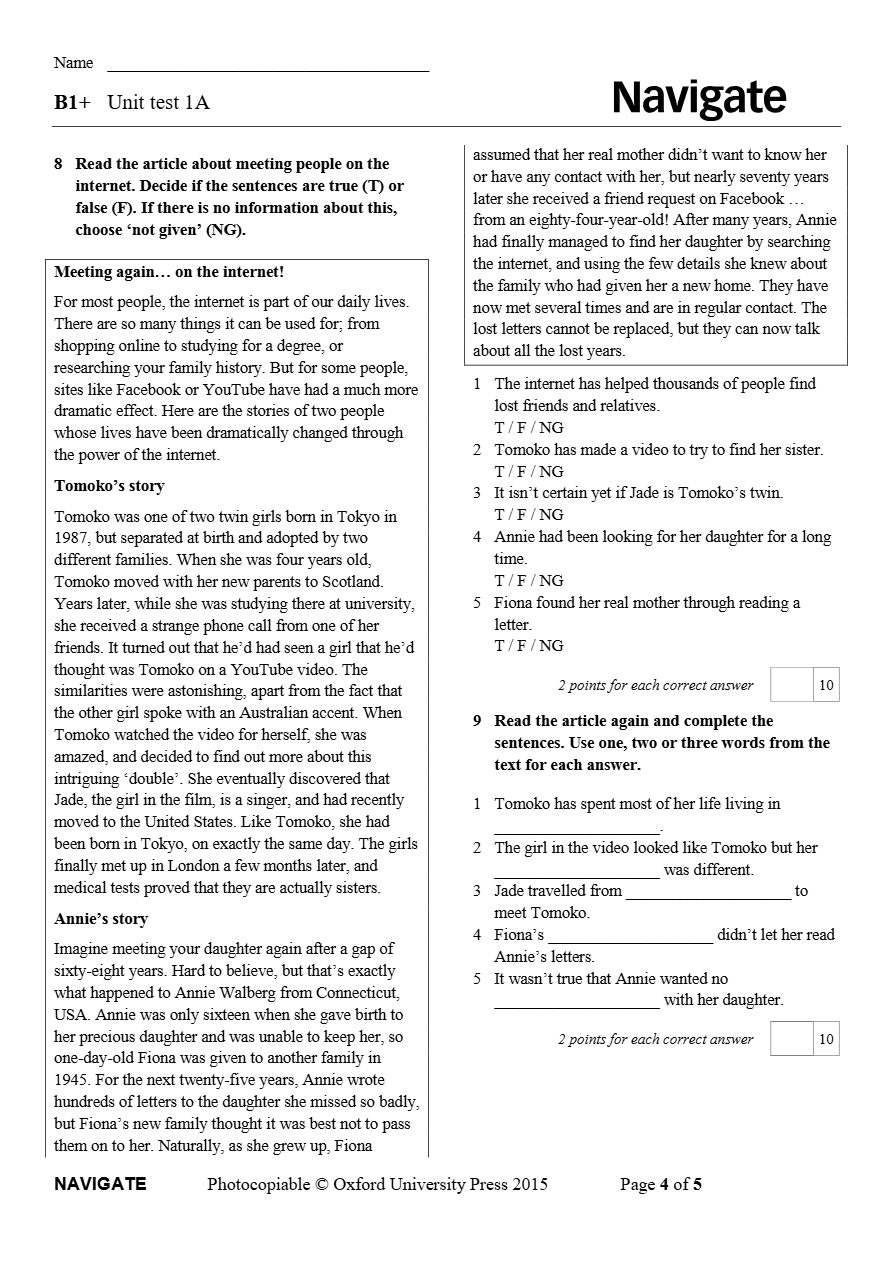 Name
B1+ Unit test 1A
Navigate
8 Read the article about meeting people on the
internet. Decide if the sentences are true (T) or
false (F). If there is no information about this,
choose ‘not given’ (NG).
Meeting again… on the internet!
For most people, the internet is part of our daily lives.
There are so many things it can be used for; from
shopping online to studying for a degree, or
researching your family history. But for some people,
sites like Facebook or YouTube have had a much more
dramatic effect. Here are the stories of two people
whose lives have been dramatically changed through
the power of the internet.
Tomoko’s story
Tomoko was one of two twin girls born in Tokyo in
1987, but separated at birth and adopted by two
different families. When she was four years old,
Tomoko moved with her new parents to Scotland.
Years later, while she was studying there at university,
she received a strange phone call from one of her
friends. It turned out that he’d had seen a girl that he’d
thought was Tomoko on a YouTube video. The
similarities were astonishing, apart from the fact that
the other girl spoke with an Australian accent. When
Tomoko watched the video for herself, she was
amazed, and decided to find out more about this
intriguing ‘double’. She eventually discovered that
Jade, the girl in the film, is a singer, and had recently
moved to the United States. Like Tomoko, she had
been born in Tokyo, on exactly the same day. The girls
finally met up in London a few months later, and
medical tests proved that they are actually sisters.
Annie’s story
Imagine meeting your daughter again after a gap of
sixty-eight years. Hard to believe, but that’s exactly
what happened to Annie Walberg from Connecticut,
USA. Annie was only sixteen when she gave birth to
her precious daughter and was unable to keep her, so
one-day-old Fiona was given to another family in
1945. For the next twenty-five years, Annie wrote
hundreds of letters to the daughter she missed so badly,
but Fiona’s new family thought it was best not to pass
them on to her. Naturally, as she grew up, Fiona
assumed that her real mother didn’t want to know her
or have any contact with her, but nearly seventy years
later she received a friend request on Facebook …
from an eighty-four-year-old! After many years, Annie
had finally managed to find her daughter by searching
the internet, and using the few details she knew about
the family who had given her a new home. They have
now met several times and are in regular contact. The
lost letters cannot be replaced, but they can now talk
about all the lost years.
1 The internet has helped thousands of people find
lost friends and relatives.
T / F / NG
2 Tomoko has made a video to try to find her sister.
T / F / NG
3 It isn’t certain yet if Jade is Tomoko’s twin.
T / F / NG
4 Annie had been looking for her daughter for a long
time.
T / F / NG
5 Fiona found her real mother through reading a
letter.
T / F / NG
2 points for each correct answer 10
9 Read the article again and complete the
sentences. Use one, two or three words from the
text for each answer.
1 Tomoko has spent most of her life living in
____________________.
2 The girl in the video looked like Tomoko but her
____________________ was different.
3 Jade travelled from ____________________ to
meet Tomoko.
4 Fiona’s ____________________ didn’t let her read
Annie’s letters.
5 It wasn’t true that Annie wanted no
____________________ with her daughter.
2 points for each correct answer 10
NAVIGATE Photocopiable © Oxford University Press 2015 Page 4 of 5